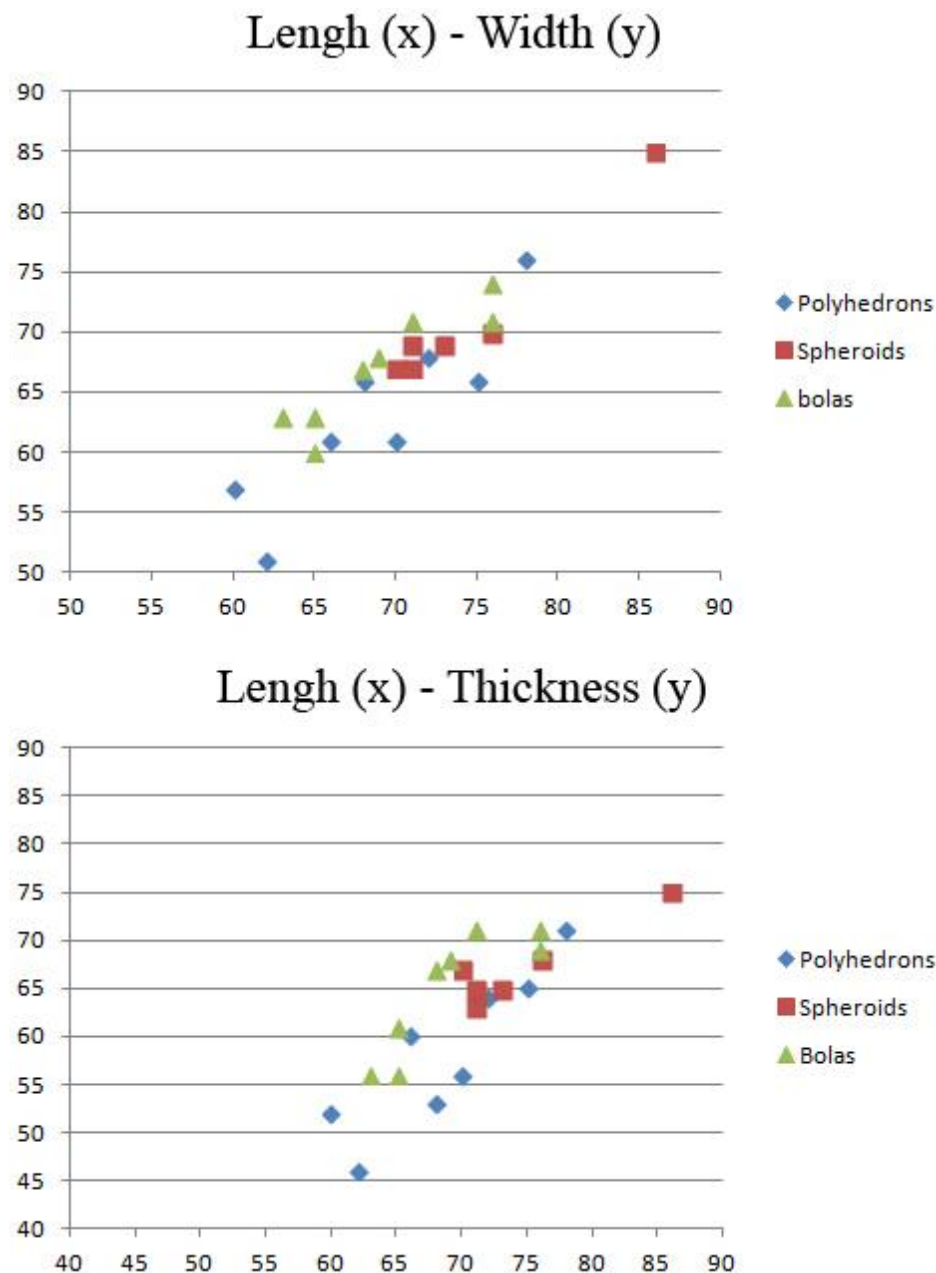 Lengh (x) - Width (y)
90
85
80
75
70
65
60
55
50
50 55 60 65 70 75 80 85 90
Polyhedrons
Spheroids
bolas
Lengh (x) - Thickness (y)
90
85
80
75
70
65
60
55
50
45
40
40 45 50 55 60 65 70 75 80 85 90
Polyhedrons
Spheroids
Bolas